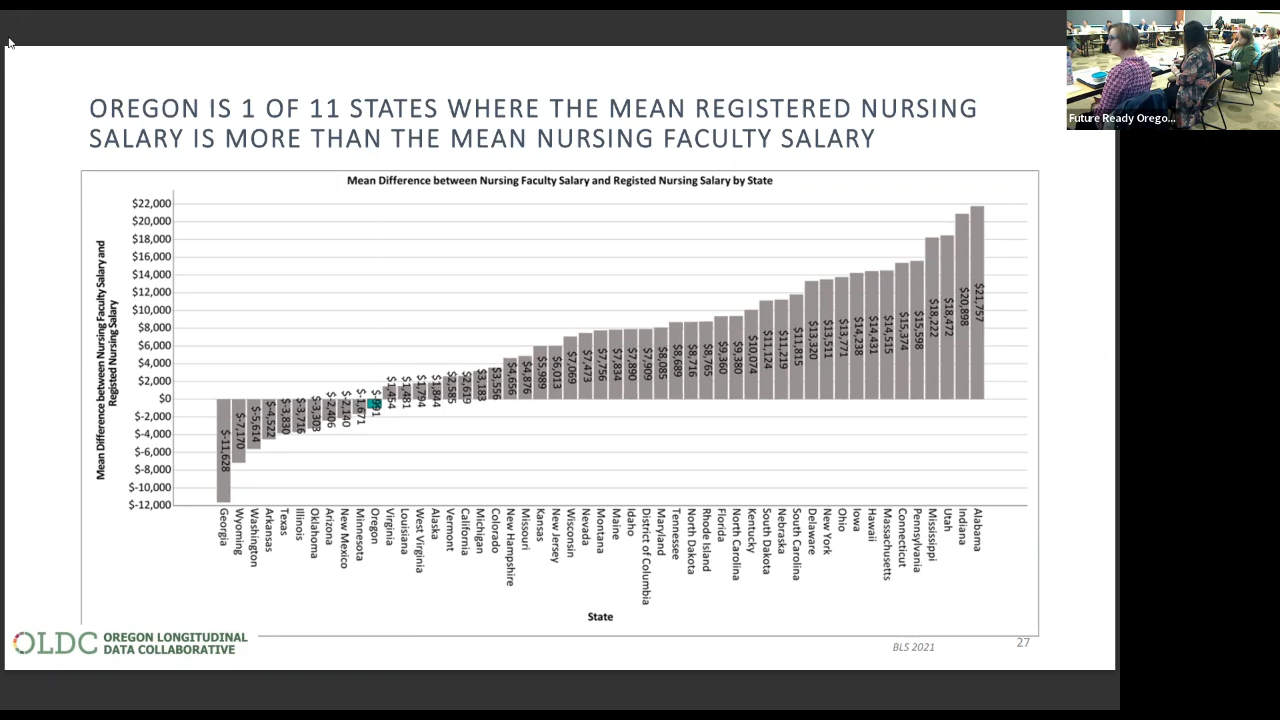 OREGON IS 1 OF 11 STATES WHERE THE MEAN REGISTERED NURSING
SALARY IS MORE THAN THE MEAN NURSING FACULTY SALARY
Future Ready Orego...
Mean Difference between Nursing Faculty Salary and Registed Nursing Salary by State
Mean Difference between Nursing Faculty Salary and
Registed Nursing Salary
$22,000
$20,000
$18,000
$16,000
$14,000
$12,000
$10,000
$8,000
$6,000
$4,000
$2,000
$0
$-2,000
$-4,000
$-6,000
$-8,000
$-10,000
$-12,000
$-11,628
$-7,170
$-5,614
$-4,522
$-3,830
$-3,716
$-3,303
$-2,406
$-2,140
$-1,671
$1,454
$1,481
$1,794
$1,844
$2,585
$2,619
$3,183
$3,556
$4,656
$4,876
$5,989
$6,013
$7,069
$7,473
$7,756
$7,834
$7,890
$7,909
$8,085
$8,689
$8,716
$8,765
$9,360
$9,380
$10,074
$11,124
$11,219
$11,815
$13,320
$13,511
$13,771
$14,238
$14,431
$14,515
$15,374
$15,598
$18,222
$18,472
$20,898
$21,757
Georgia
Wyoming
Washington
Arkansas
Texas
Illinois
Oklahoma
Arizona
New Mexico
Minnesota
Oregon
Virginia
Louisiana
West Virginia
Alaska
Vermont
California
Michigan
Colorado
New Hampshire
Missouri
Kansas
New Jersey
Wisconsin
Nevada
Montana
Maine
Idaho
District of Columbia
Maryland
Tennessee
North Dakota
Rhode Island
Florida
North Carolina
Kentucky
South Dakota
Nebraska
South Carolina
Delaware
New York
Ohio
Iowa
Hawaii
Massachusetts
Connecticut
Pennsylvania
Mississippi
Utah
Indiana
Alabama
State
OLDC
OREGON LONGITUDINAL
DATA COLLABORATIVE
BLS 2021
27